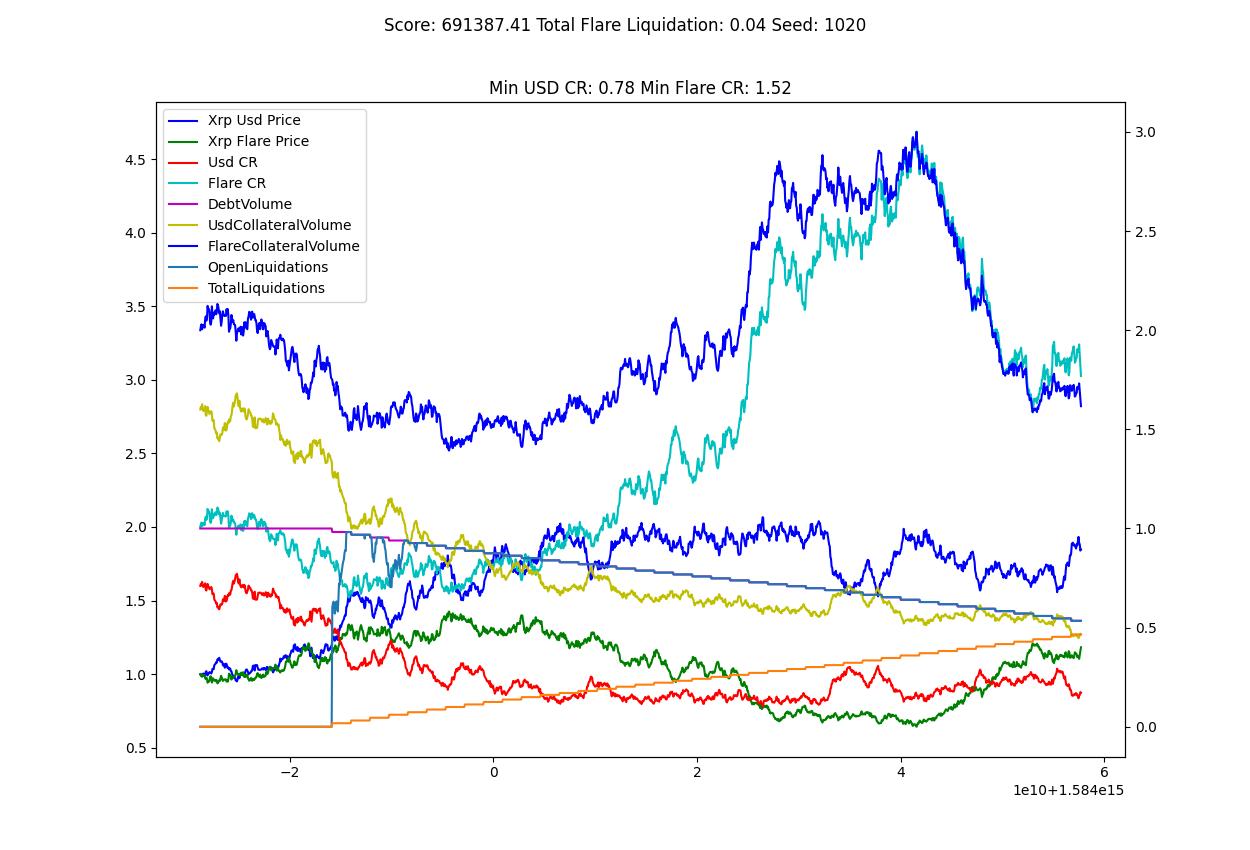 Score: 691387.41 Total Flare Liquidation: 0.04 Seed: 1020
Min USD CR: 0.78 Min Flare CR: 1.52
Xrp Usd Price
Xrp Flare Price
Usd CR
Flare CR
DebtVolume
UsdCollateralVolume
FlareCollateralVolume
OpenLiquidations
TotalLiquidations
4.5
4.0
3.5
3.0
2.5
2.0
1.5
1.0
0.5
3.0
2.5
2.0
1.5
1.0
0.5
0.0
−2
0
2
4
6
1e10+1.584e15